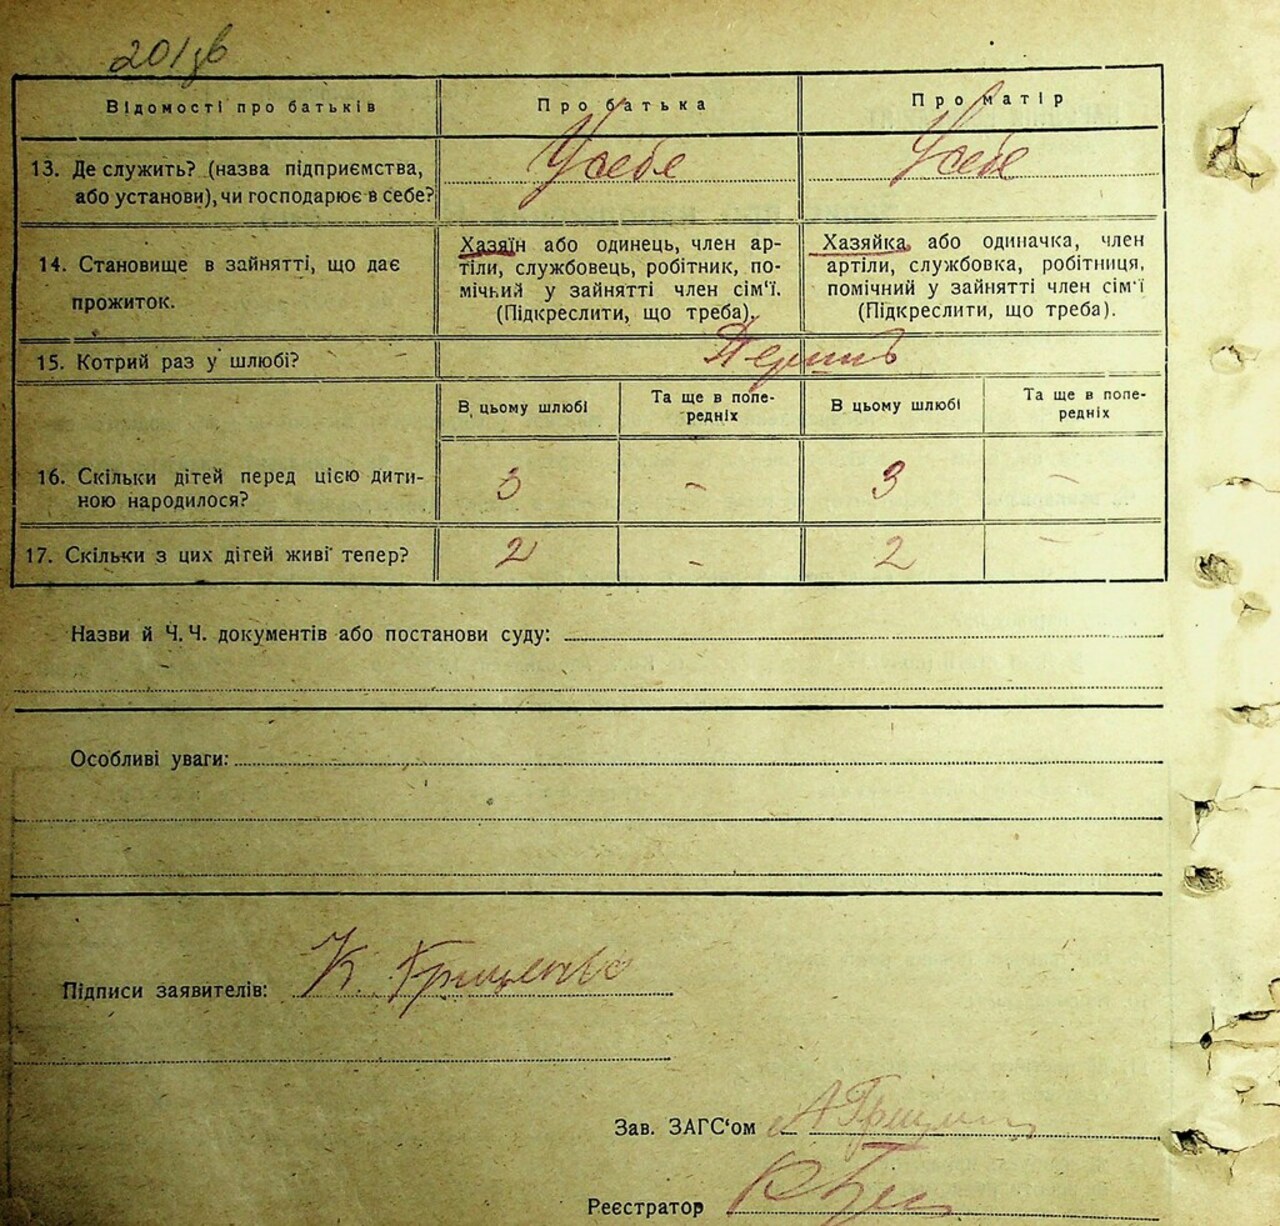 201зв
Відомості про батьків
Про батька
Про матір
13. Де служить? (назва підприємства,
або установи), чи господарює в себе?
У себе
У себе
14. Становище в зайнятті, що дає
прожиток.
Хазяїн або одинець, член ар-
тіли, службовець, робітник, по-
мічний у зайнятті член сім'ї.
(Підкреслити, що треба).
Хазяйка або одиначка, член
артіли, службовка, робітниця,
помічний у зайнятті член сім'ї
(Підкреслити, що треба).
15. Котрий раз у шлюбі?
В цьому шлюбі
Та ще в попе-
редніх
В цьому шлюбі
Та ще в попе-
редніх
16. Скільки дітей перед цією дити-
ною народилося?
3 - 3 -
17. Скільки з цих дітей живі тепер?
2 - 2 -
Назви й Ч. Ч. документів або постанови суду:
Особливі уваги:
Підписи заявителів: К. Гриценко
Зав. ЗАГС'ом
Реєстратор